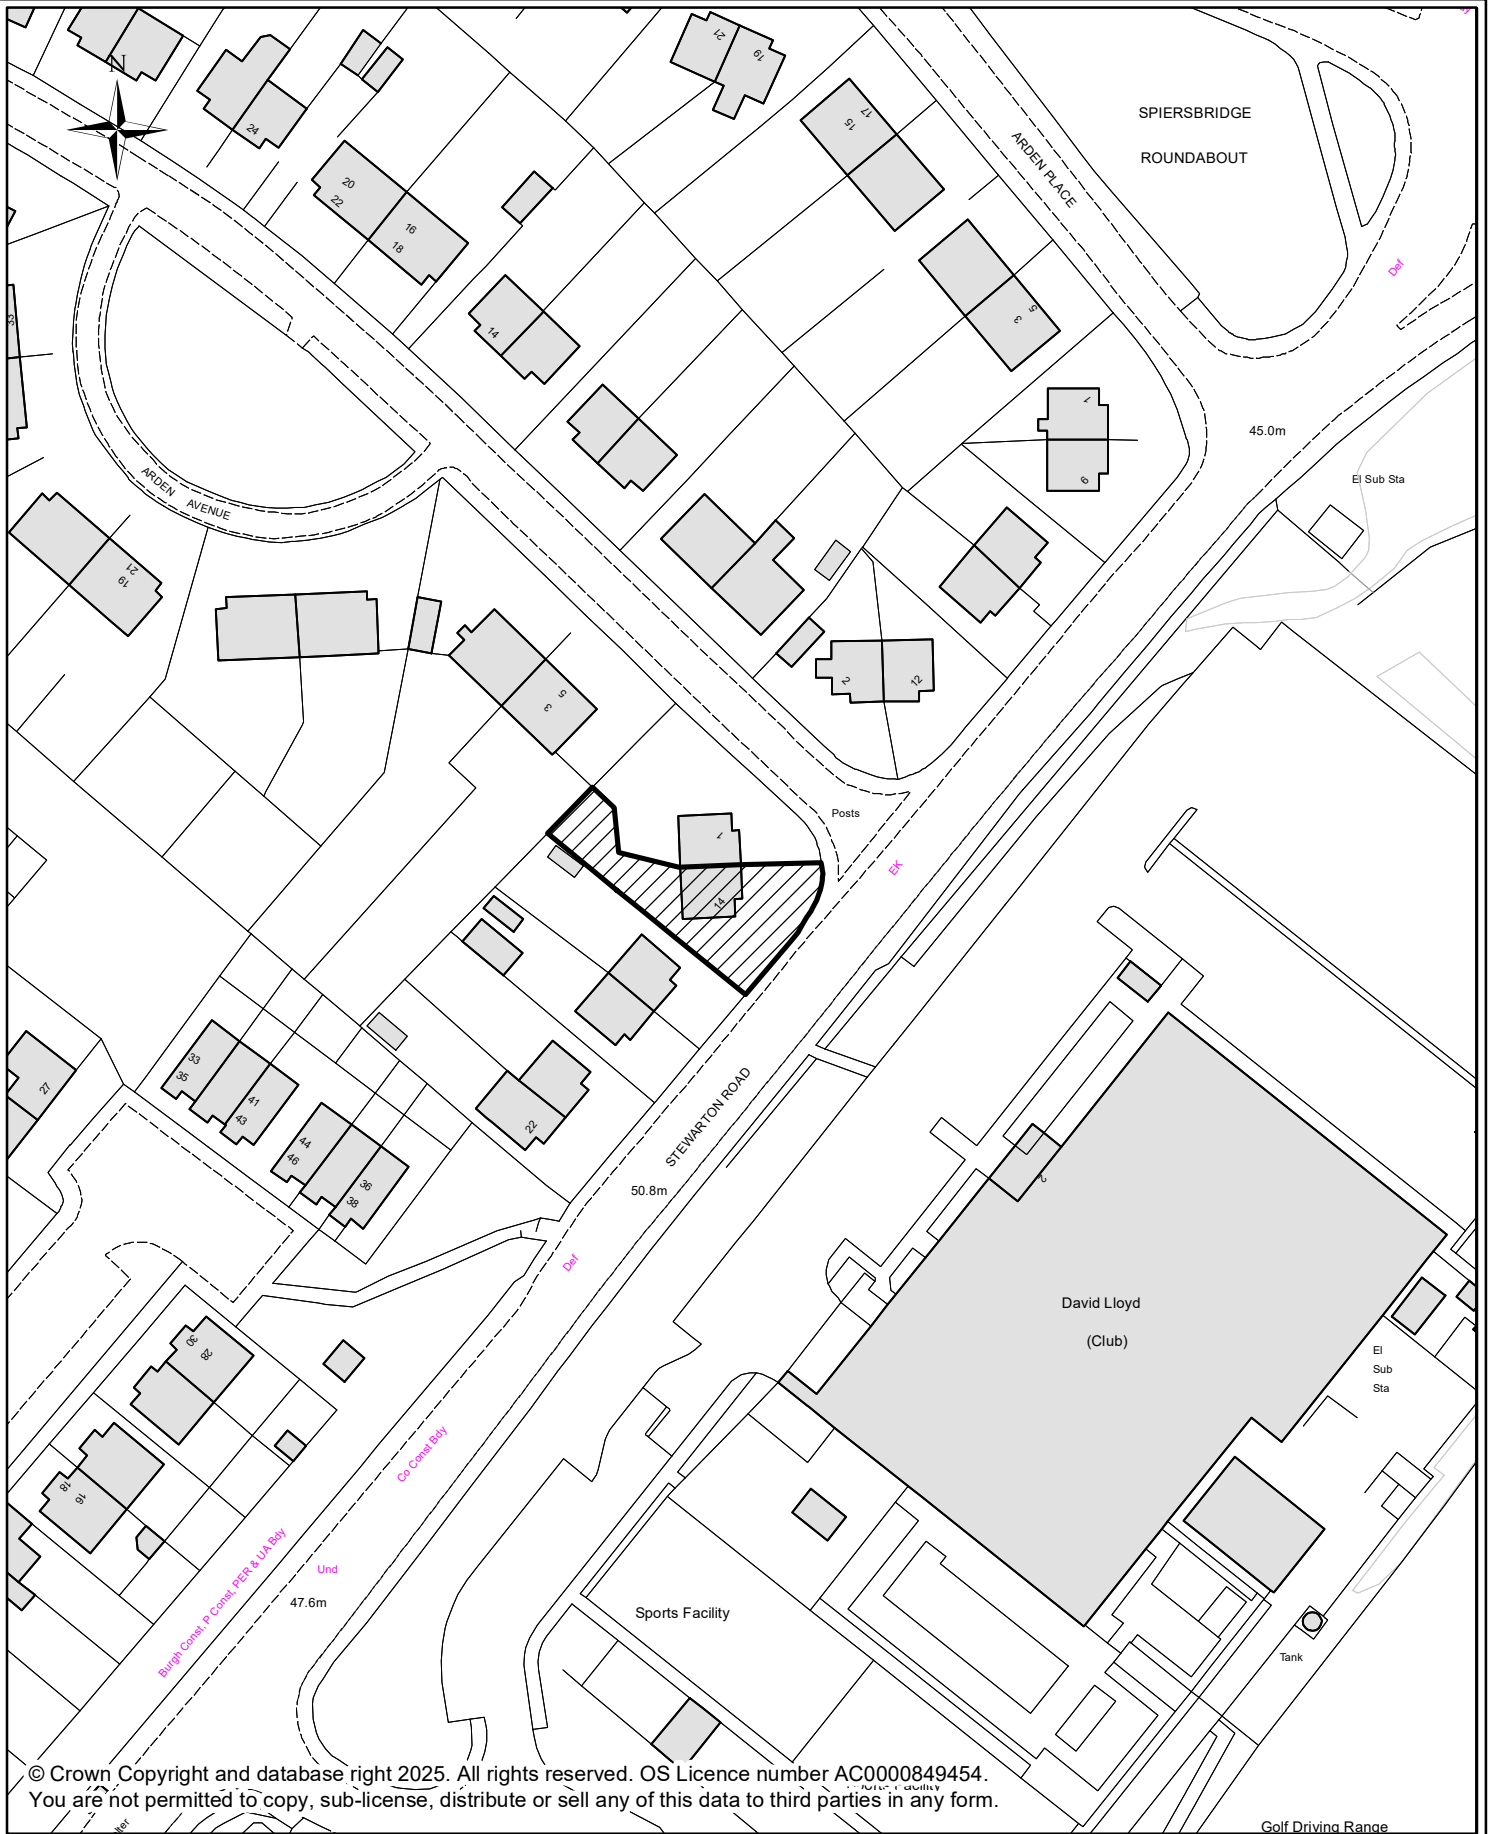 N
SPIERSBRIDGE
ROUNDABOUT
ARDEN PLACE
21
19
17
15
24
20
22
16
18
14
5
3
Def
33
1
6
45.0m
El Sub Sta
ARDEN AVENUE
21
19
5
3
2
12
Posts
EK
1
14
33
35
41
43
44
46
36
38
27
22
STEWARTON ROAD
50.8m
2
Def
David Lloyd
(Club)
El
Sub
Sta
30
28
18
16
Co Const Bdy
Burgh Const, P Const, PER & UA Bdy
Und
47.6m
Sports Facility
Tank
© Crown Copyright and database right 2025. All rights reserved. OS Licence number AC0000849454.
Sports Facility
You are not permitted to copy, sub-license, distribute or sell any of this data to third parties in any form.
Golf Driving Range